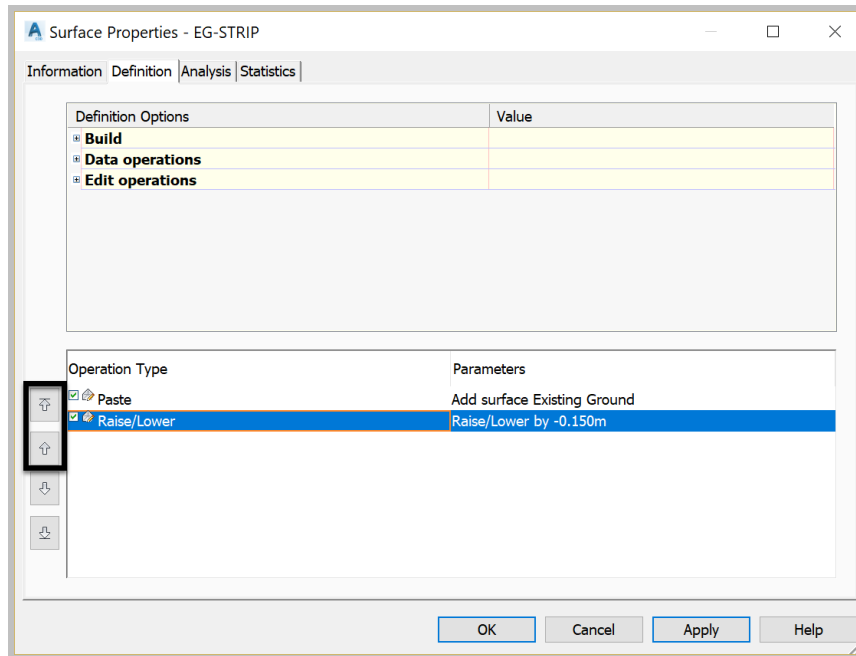 Surface Properties - EG-STRIP
Information Definition Analysis Statistics
Definition Options Value
Build
Data operations
Edit operations
Operation Type Parameters
Paste Add surface Existing Ground
Raise/Lower Raise/Lower by -0.150m
OK Cancel Apply Help